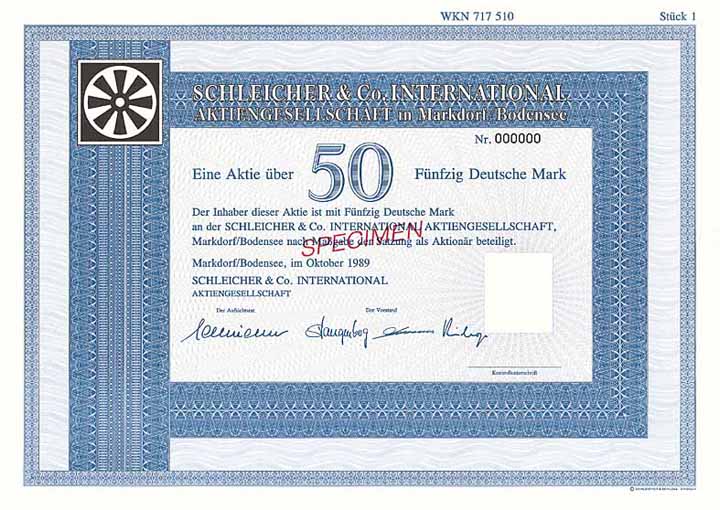 WKN 717 510 Stück 1
SCHLEICHER & Co. INTERNATIONAL
AKTIENGESELLSCHAFT in Markdorf/Bodensee
Nr. 000000
Eine Aktie über 50 Fünfzig Deutsche Mark
Der Inhaber dieser Aktie ist mit Fünfzig Deutsche Mark
an der SCHLEICHER & Co. INTERNATIONAL AKTIENGESELLSCHAFT,
Markdorf/Bodensee nach Maßgabe der Satzung als Aktionär beteiligt.
SPECIMEN
Markdorf/Bodensee, im Oktober 1989
SCHLEICHER & Co. INTERNATIONAL
AKTIENGESELLSCHAFT
Der Aufsichtsrat Der Vorstand
Kontrollunterschrift